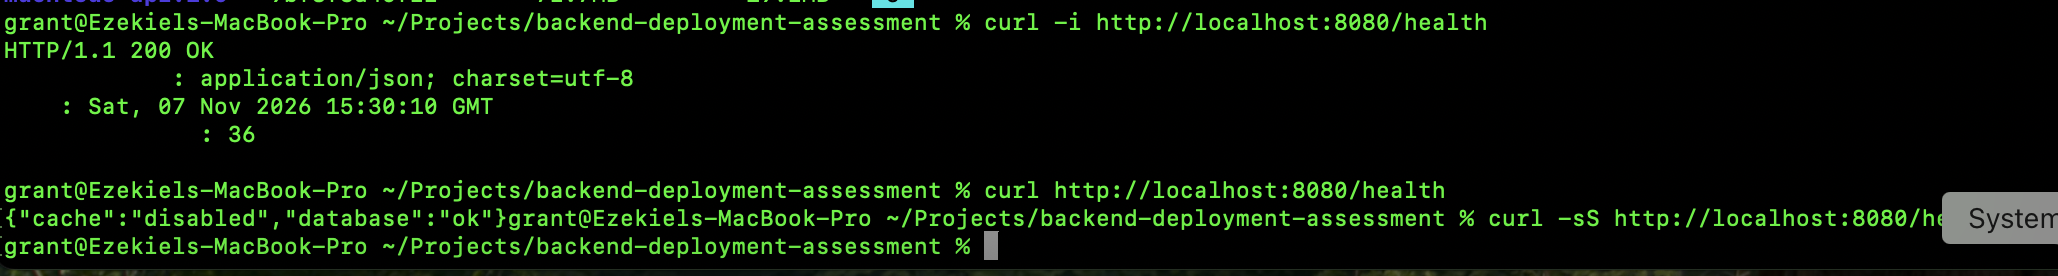 grant@Ezekiels-MacBook-Pro ~/Projects/backend-deployment-assessment % curl -i http://localhost:8080/health
HTTP/1.1 200 OK
: application/json; charset=utf-8
: Sat, 07 Nov 2026 15:30:10 GMT
: 36
grant@Ezekiels-MacBook-Pro ~/Projects/backend-deployment-assessment % curl http://localhost:8080/health
{"cache":"disabled","database":"ok"}grant@Ezekiels-MacBook-Pro ~/Projects/backend-deployment-assessment % curl -sS http://localhost:8080/he
System
grant@Ezekiels-MacBook-Pro ~/Projects/backend-deployment-assessment %